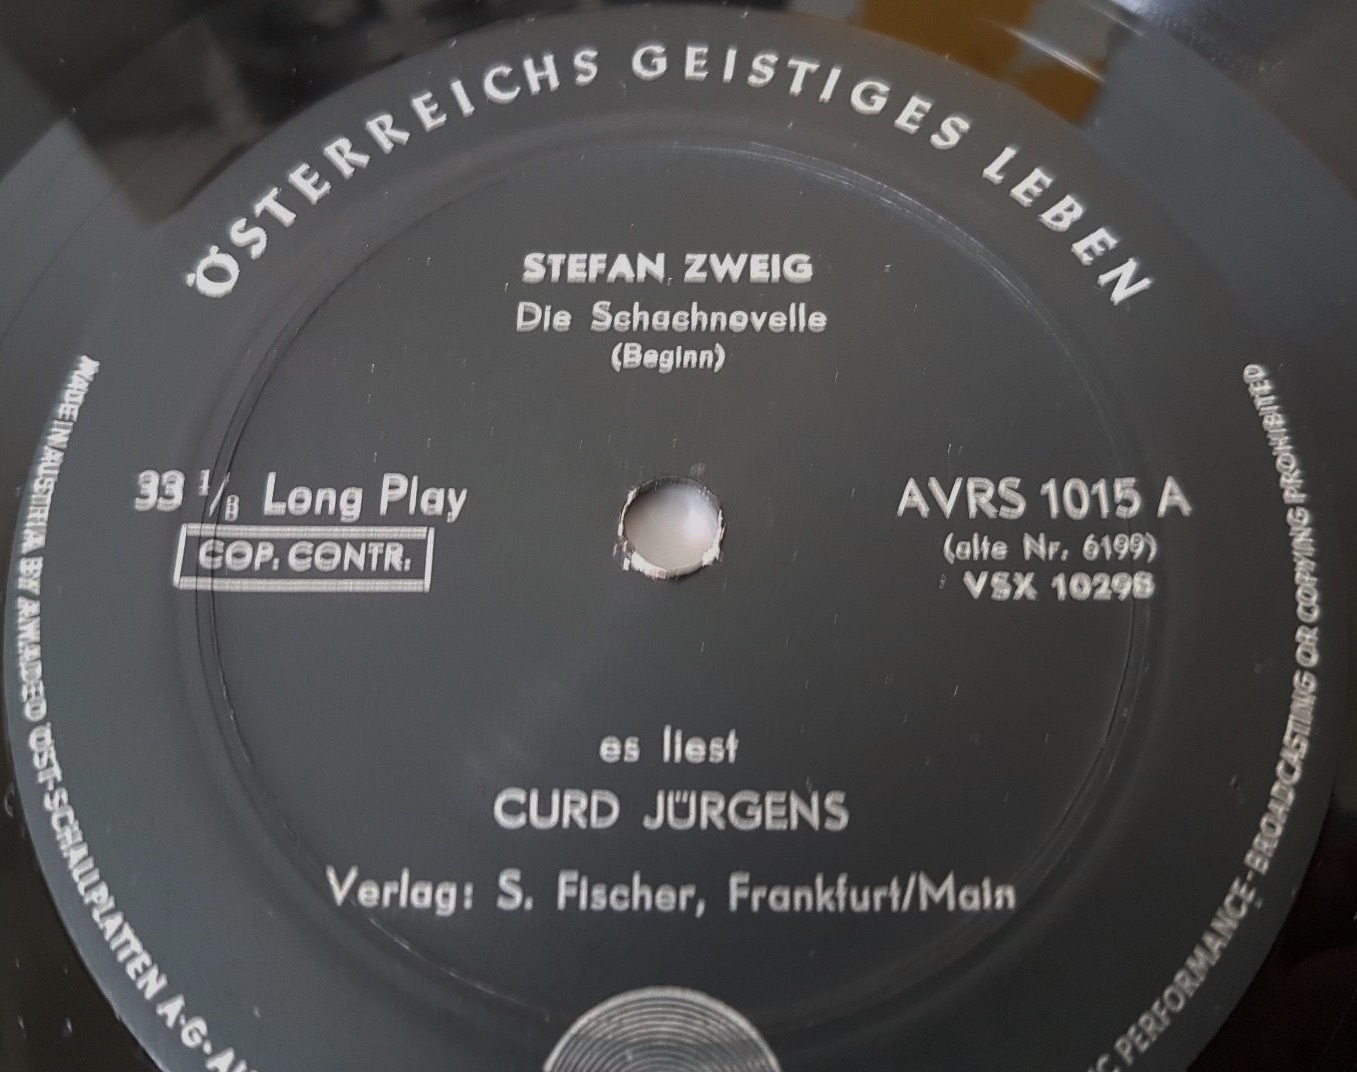 ÖSTERREICHS GEISTIGES LEBEN
STEFAN ZWEIG
Die Schachnovelle
(Beginn)
33 1/3 Long Play
COP. CONTR.
AVRS 1015 A
(alte Nr. 6199)
VSX 1029B
es liest
CURD JÜRGENS
Verlag: S. Fischer, Frankfurt/Main
MADE IN AUSTRIA BY AMADEO ÖST. SCHALLPLATTEN A·G·
PERFORMANCE·BROADCASTING OR COPYING PROHIBITED